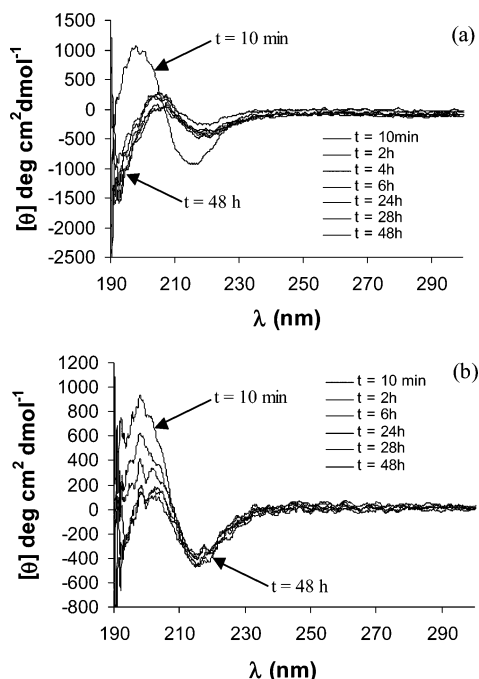 (a)
t = 10 min
t = 48 h
1500
1000
500
0
-500
-1000
-1500
-2000
-2500
[θ] deg cm²dmol⁻¹
t = 10min
t = 2h
t = 4h
t = 6h
t = 24h
t = 28h
t = 48h
190 210 230 250 270 290
λ (nm)
(b)
t = 10 min
t = 48 h
1200
1000
800
600
400
200
0
-200
-400
-600
-800
[θ] deg cm² dmol⁻¹
t = 10 min
t = 2h
t = 6h
t = 24h
t = 28h
t = 48h
190 210 230 250 270 290
λ (nm)